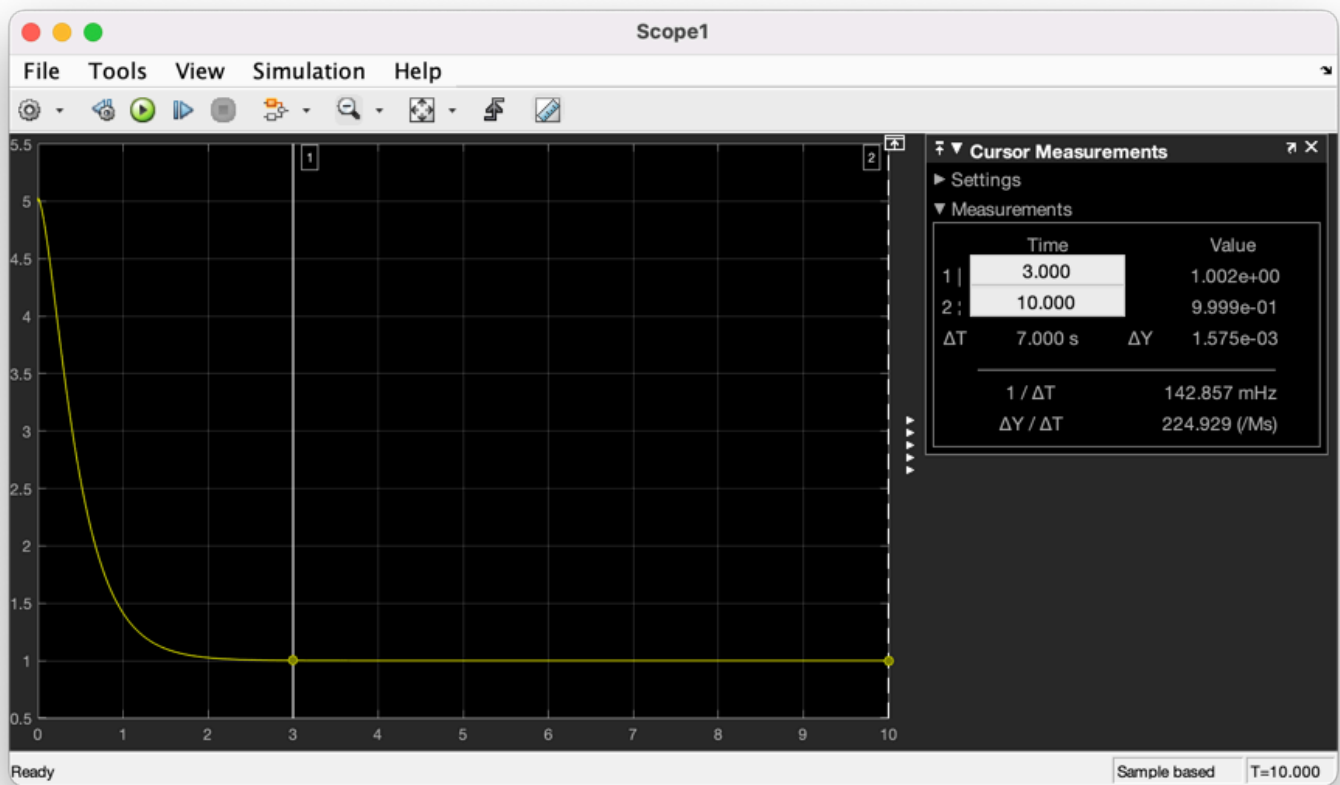 Scope1
File Tools View Simulation Help
5.5
5
4.5
4
3.5
3
2.5
2
1.5
1
0.5
0 1 2 3 4 5 6 7 8 9 10
1
2
Cursor Measurements
Settings
Measurements
Time Value
1 | 3.000 1.002e+00
2 ¦ 10.000 9.999e-01
ΔT 7.000 s ΔY 1.575e-03
1 / ΔT 142.857 mHz
ΔY / ΔT 224.929 (/Ms)
Ready Sample based T=10.000